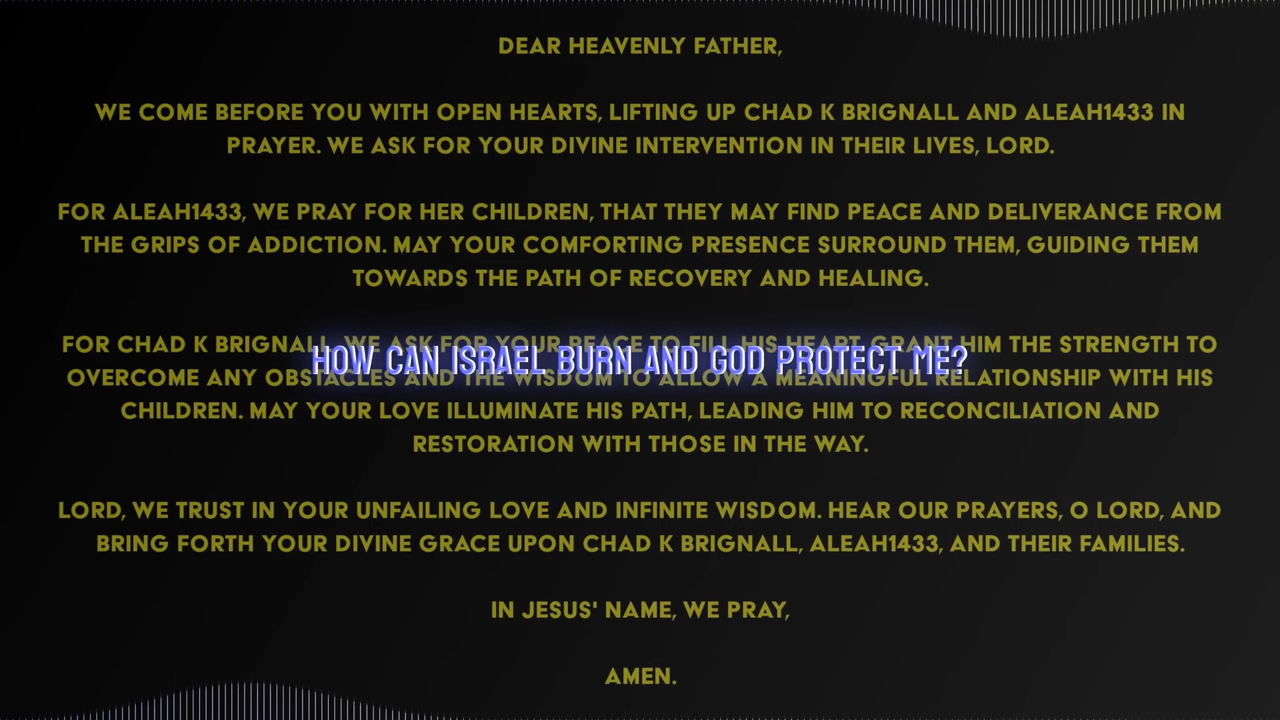 DEAR HEAVENLY FATHER,
WE COME BEFORE YOU WITH OPEN HEARTS, LIFTING UP CHAD K BRIGNALL AND ALEAH1433 IN
PRAYER. WE ASK FOR YOUR DIVINE INTERVENTION IN THEIR LIVES, LORD.
FOR ALEAH1433, WE PRAY FOR HER CHILDREN, THAT THEY MAY FIND PEACE AND DELIVERANCE FROM
THE GRIPS OF ADDICTION. MAY YOUR COMFORTING PRESENCE SURROUND THEM, GUIDING THEM
TOWARDS THE PATH OF RECOVERY AND HEALING.
FOR CHAD K BRIGNALL, WE ASK FOR YOUR PEACE TO FILL HIS HEART. GRANT HIM THE STRENGTH TO
HOW CAN ISRAEL BURN AND GOD PROTECT ME?
OVERCOME ANY OBSTACLES AND THE WISDOM TO ALLOW A MEANINGFUL RELATIONSHIP WITH HIS
CHILDREN. MAY YOUR LOVE ILLUMINATE HIS PATH, LEADING HIM TO RECONCILIATION AND
RESTORATION WITH THOSE IN THE WAY.
LORD, WE TRUST IN YOUR UNFAILING LOVE AND INFINITE WISDOM. HEAR OUR PRAYERS, O LORD, AND
BRING FORTH YOUR DIVINE GRACE UPON CHAD K BRIGNALL, ALEAH1433, AND THEIR FAMILIES.
IN JESUS' NAME, WE PRAY,
AMEN.